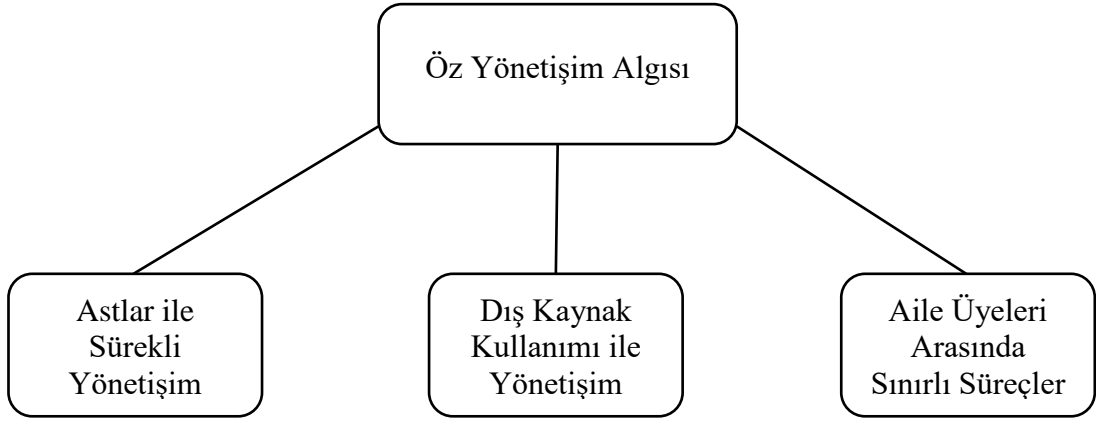 Öz Yönetişim Algısı
Astlar ile
Sürekli
Yönetişim
Dış Kaynak
Kullanımı ile
Yönetişim
Aile Üyeleri
Arasında
Sınırlı Süreçler